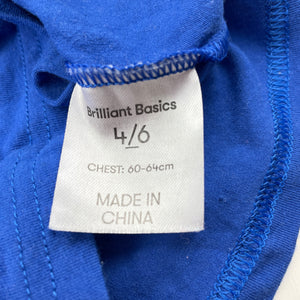 Brilliant Basics
4/6
CHEST: 60-64cm
MADE IN
CHINA